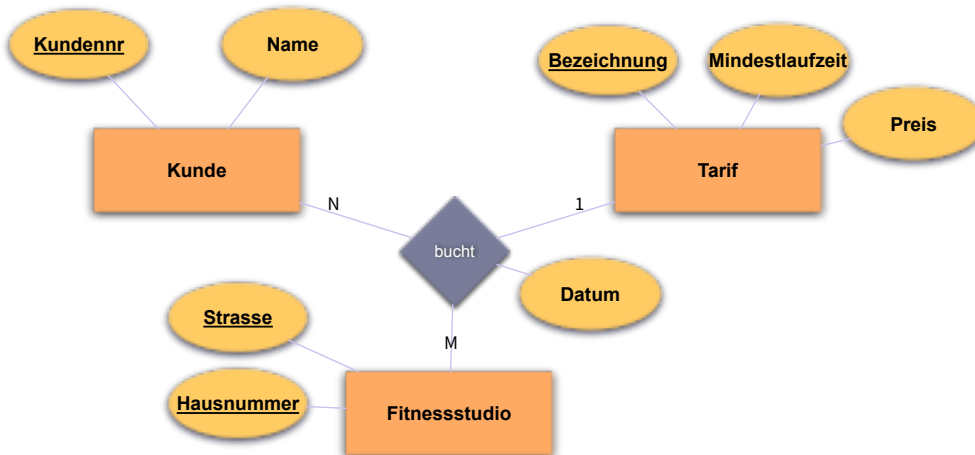 Kundennr
Name
Bezeichnung
Mindestlaufzeit
Preis
Kunde
Tarif
N
1
bucht
Datum
Strasse
M
Hausnummer
Fitnessstudio